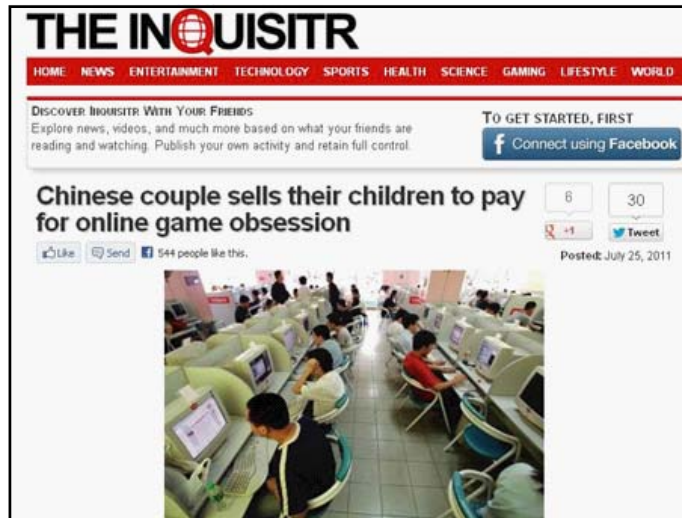 THE INQUISITR
HOME NEWS ENTERTAINMENT TECHNOLOGY SPORTS HEALTH SCIENCE GAMING LIFESTYLE WORLD
DISCOVER INQUISITR WITH YOUR FRIENDS
Explore news, videos, and much more based on what your friends are
reading and watching. Publish your own activity and retain full control.
TO GET STARTED, FIRST
f Connect using Facebook
Chinese couple sells their children to pay
for online game obsession
6
30
g +1
Tweet
Like Send f 544 people like this.
Posted: July 25, 2011